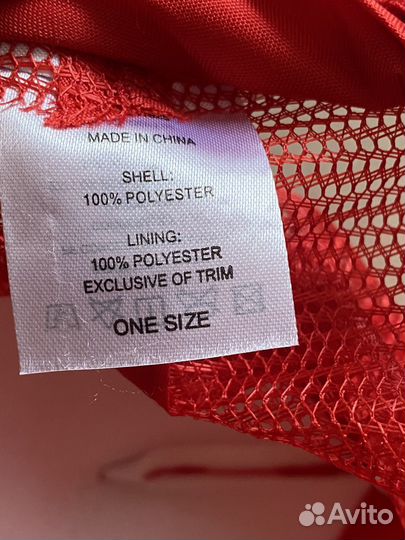 MADE IN CHINA
SHELL:
100% POLYESTER
LINING:
100% POLYESTER
EXCLUSIVE OF TRIM
ONE SIZE
Avito